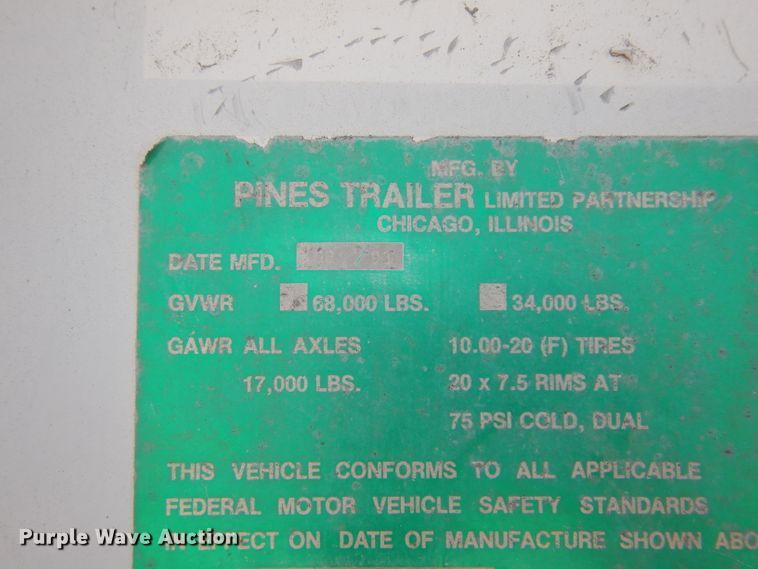 MFG. BY
PINES TRAILER LIMITED PARTNERSHIP
CHICAGO, ILLINOIS
DATE MFD.
GVWR 68,000 LBS. 34,000 LBS.
GAWR ALL AXLES 10.00-20 (F) TIRES
17,000 LBS. 20 x 7.5 RIMS AT
75 PSI COLD, DUAL
THIS VEHICLE CONFORMS TO ALL APPLICABLE
FEDERAL MOTOR VEHICLE SAFETY STANDARDS
IN EFFECT ON DATE OF MANUFACTURE SHOWN ABO
Purple Wave Auction